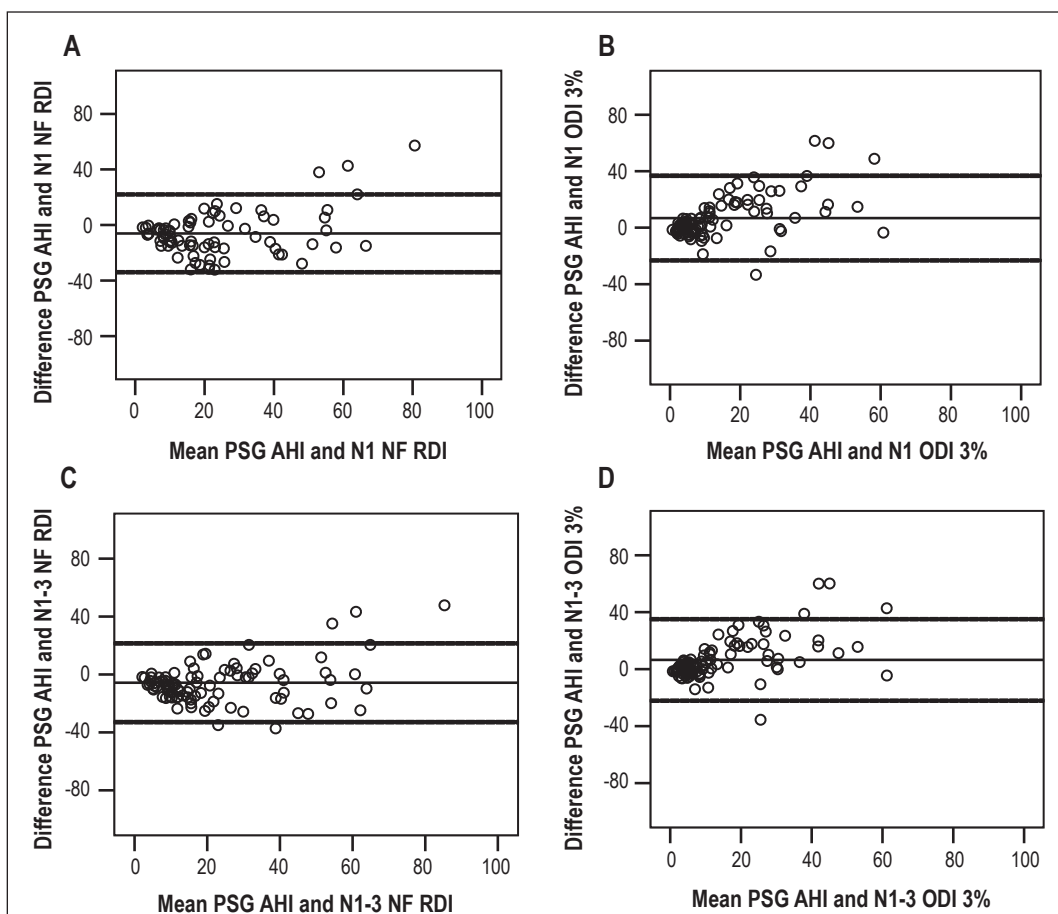 A
Difference PSG AHI and N1 NF RDI
80
40
0
-40
-80
0 20 40 60 80 100
Mean PSG AHI and N1 NF RDI
B
Difference PSG AHI and N1 ODI 3%
80
40
0
-40
-80
0 20 40 60 80 100
Mean PSG AHI and N1 ODI 3%
C
Difference PSG AHI and N1-3 NF RDI
80
40
0
-40
-80
0 20 40 60 80 100
Mean PSG AHI and N1-3 NF RDI
D
Difference PSG AHI and N1-3 ODI 3%
80
40
0
-40
-80
0 20 40 60 80 100
Mean PSG AHI and N1-3 ODI 3%